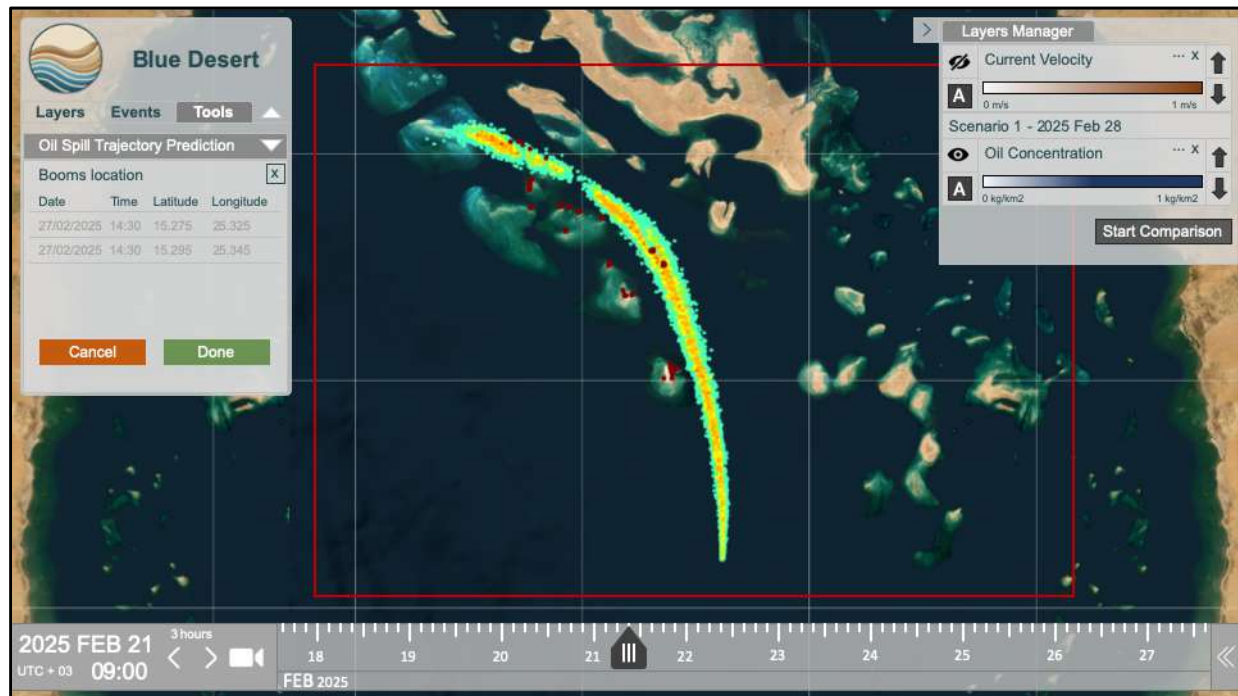 Blue Desert
Layers Events Tools
Oil Spill Trajectory Prediction
Booms location X
Date Time Latitude Longitude
27/02/2025 14:30 15.275 25.325
27/02/2025 14:30 15.295 25.345
Cancel Done
Layers Manager
Current Velocity ... X
A
0 m/s 1 m/s
Scenario 1 - 2025 Feb 28
Oil Concentration ... X
A
0 kg/km2 1 kg/km2
Start Comparison
2025 FEB 21
3 hours
UTC + 03 09:00
18 19 20 21 22 23 24 25 26 27
FEB 2025